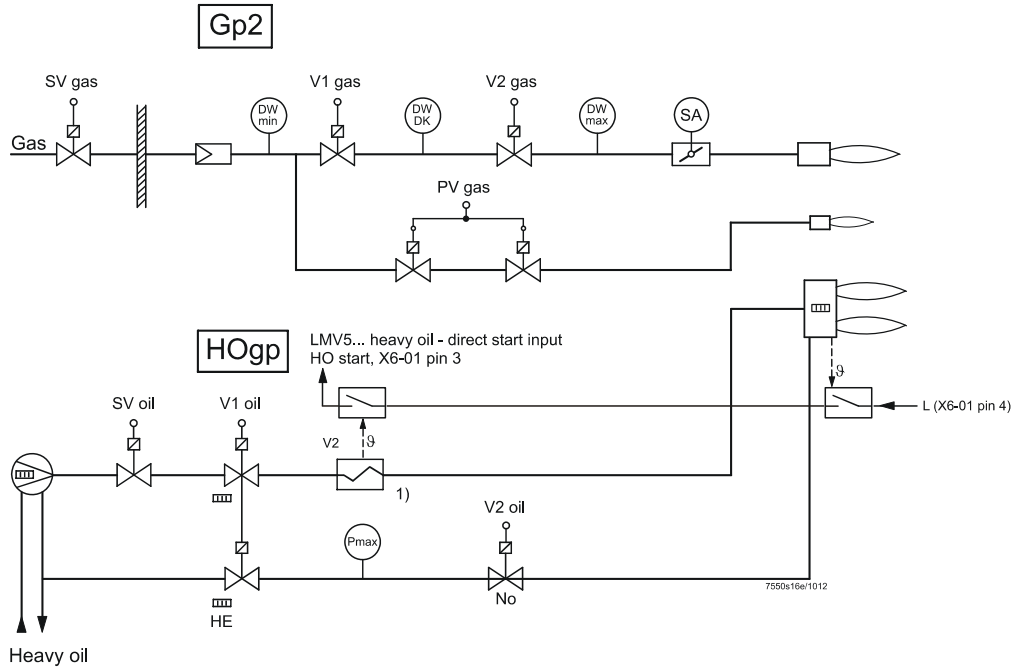 Gp2
SV gas
V1 gas
V2 gas
DW
min
DW
DK
DW
max
SA
Gas
PV gas
HOgp
LMV5... heavy oil - direct start input
HO start, X6-01 pin 3
ϑ
SV oil
V1 oil
L (X6-01 pin 4)
V2
ϑ
1)
V2 oil
Pmax
No
7550s16e/1012
HE
Heavy oil